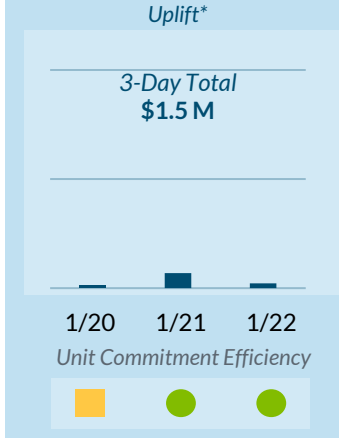 Uplift*
3-Day Total
$1.5 M
1/20 1/21 1/22
Unit Commitment Efficiency